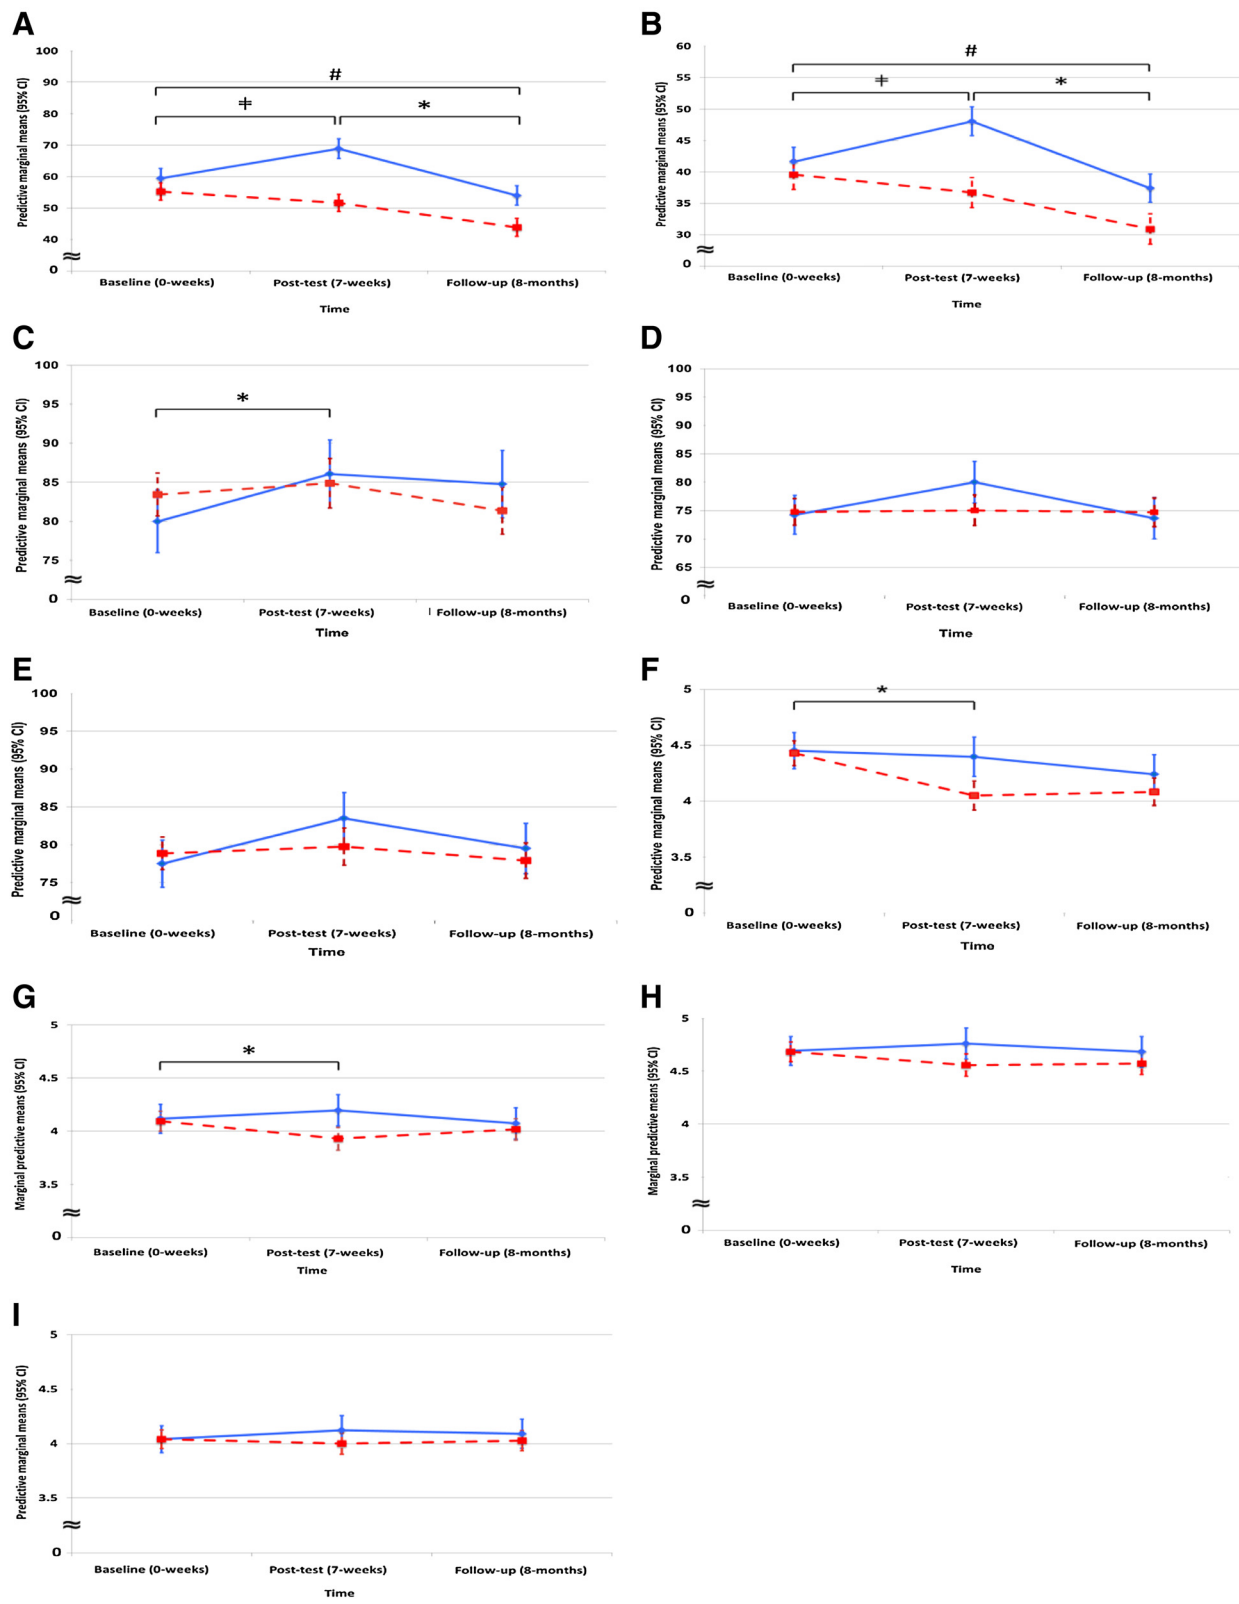 A
Predictive marginal means (95% CI)
100
90
80
70
60
50
40
0
#
ǂ
*
Baseline (0-weeks) Post-test (7-weeks) Follow-up (8-months)
Time
B
Predictive marginal means (95% CI)
60
55
50
45
40
35
30
0
#
ǂ
*
Baseline (0-weeks) Post-test (7-weeks) Follow-up (8-months)
Time
C
Predictive marginal means (95% CI)
100
95
90
85
80
75
0
*
Baseline (0-weeks) Post-test (7-weeks) Follow-up (8-months)
Time
D
Predictive marginal means (95% CI)
100
95
90
85
80
75
70
65
0
Baseline (0-weeks) Post-test (7-weeks) Follow-up (8-months)
Time
E
Predictive marginal means (95% CI)
100
95
90
85
80
75
0
Baseline (0-weeks) Post-test (7-weeks) Follow-up (8-months)
Time
F
Predictive marginal means (95% CI)
5
4.5
4
3.5
0
*
Baseline (0-weeks) Post-test (7-weeks) Follow-up (8-months)
Time
G
Marginal predictive means (95% CI)
5
4.5
4
3.5
0
*
Baseline (0-weeks) Post-test (7-weeks) Follow-up (8-months)
Time
H
Marginal predictive means (95% CI)
5
4.5
4
3.5
0
Baseline (0-weeks) Post-test (7-weeks) Follow-up (8-months)
Time
I
Predictive marginal means (95% CI)
5
4.5
4
3.5
0
Baseline (0-weeks) Post-test (7-weeks) Follow-up (8-months)
Time